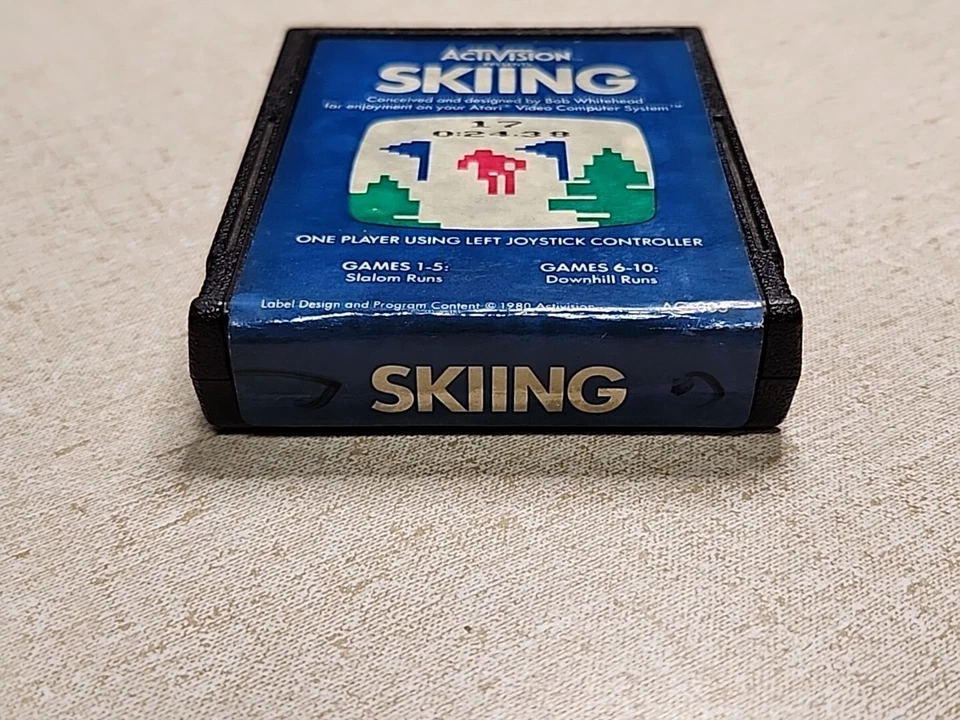 ACTIVISION™
PRESENTS
SKIING
Conceived and designed by Bob Whitehead
for enjoyment on your Atari® Video Computer System™
17
0:24.38
ONE PLAYER USING LEFT JOYSTICK CONTROLLER
GAMES 1-5:
Slalom Runs
GAMES 6-10:
Downhill Runs
Label Design and Program Content © 1980 Activision
SKIING